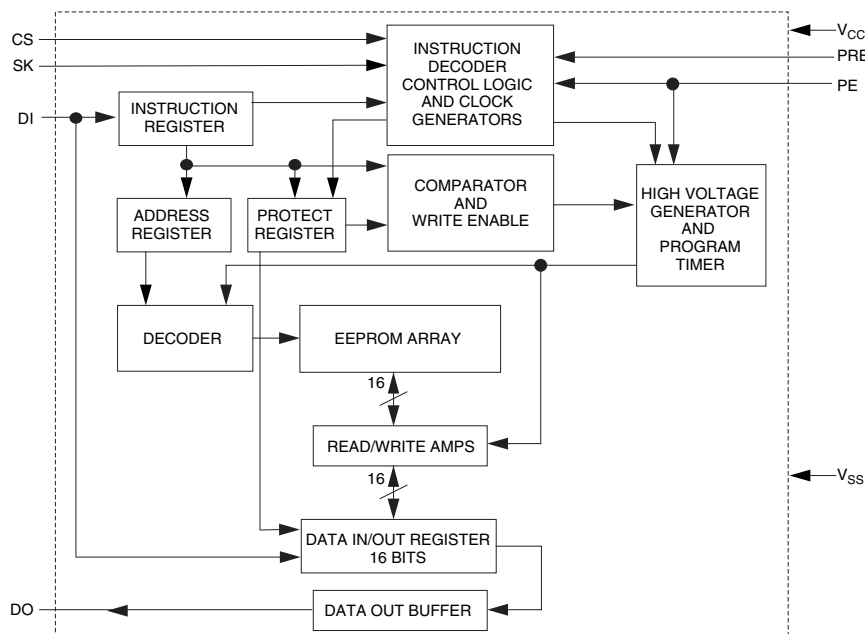 CS
SK
DI
INSTRUCTION
DECODER
CONTROL LOGIC
AND CLOCK
GENERATORS
VCC
PRE
PE
INSTRUCTION
REGISTER
ADDRESS
REGISTER
PROTECT
REGISTER
COMPARATOR
AND
WRITE ENABLE
HIGH VOLTAGE
GENERATOR
AND
PROGRAM
TIMER
DECODER
EEPROM ARRAY
16
READ/WRITE AMPS
16
VSS
DATA IN/OUT REGISTER
16 BITS
DO
DATA OUT BUFFER